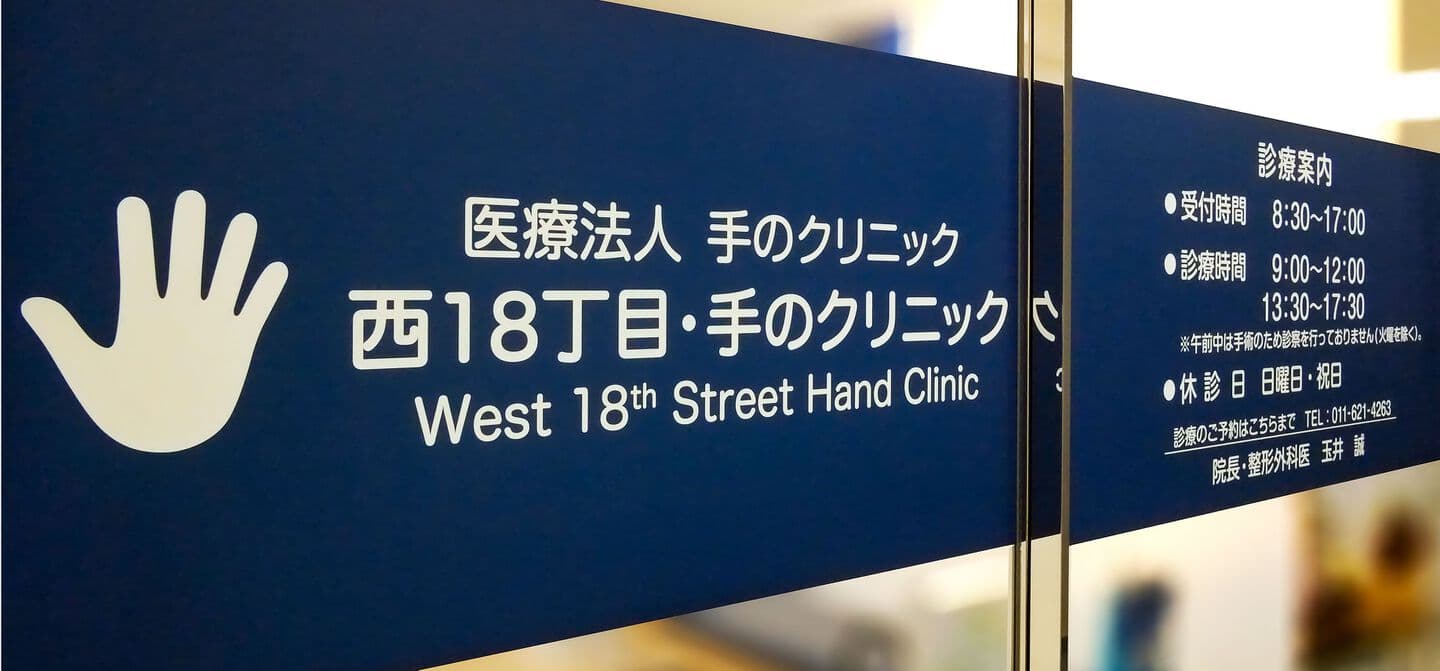 医療法人 手のクリニック
西18丁目・手のクリニック
West 18th Street Hand Clinic
診療案内
●受付時間 8:30〜17:00
●診療時間 9:00〜12:00
13:30〜17:30
※午前中は手術のため診察を行っておりません(火曜を除く)。
●休診日 日曜日・祝日
診療のご予約はこちらまで TEL:011-621-4263
院長・整形外科医 玉井 誠